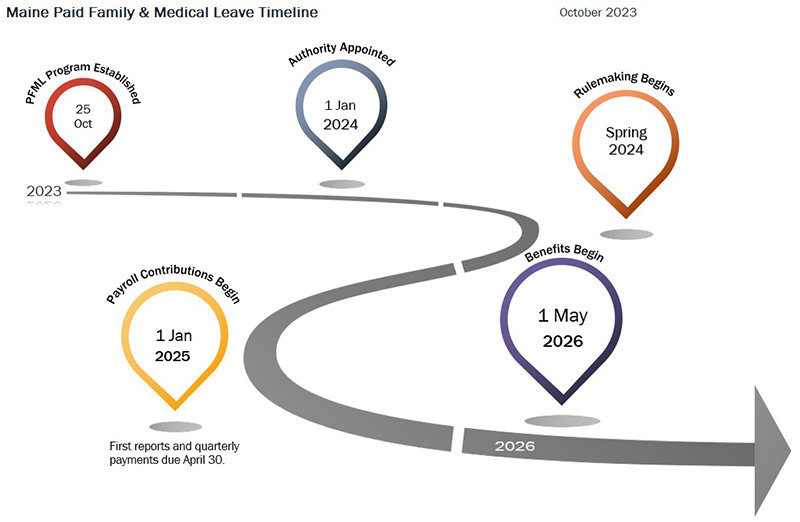 Maine Paid Family & Medical Leave Timeline
October 2023
PFML Program Established
25
Oct
Authority Appointed
1 Jan
2024
Rulemaking Begins
Spring
2024
2023
Payroll Contributions Begin
1 Jan
2025
First reports and quarterly
payments due April 30.
Benefits Begin
1 May
2026
2026